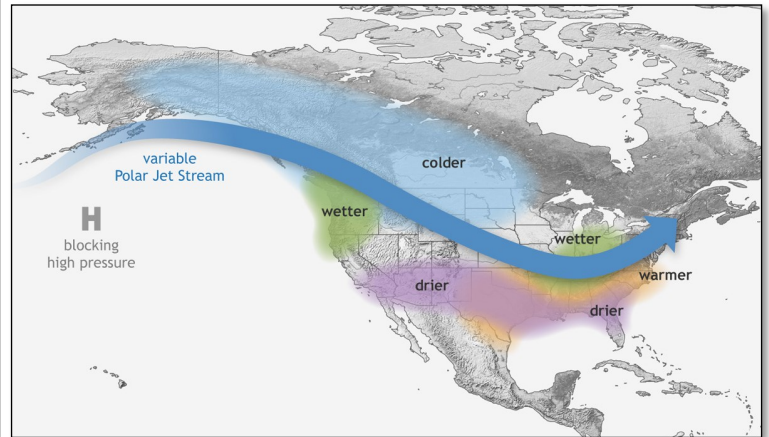 variable
Polar Jet Stream
colder
H
blocking
high pressure
wetter
wetter
drier
warmer
drier